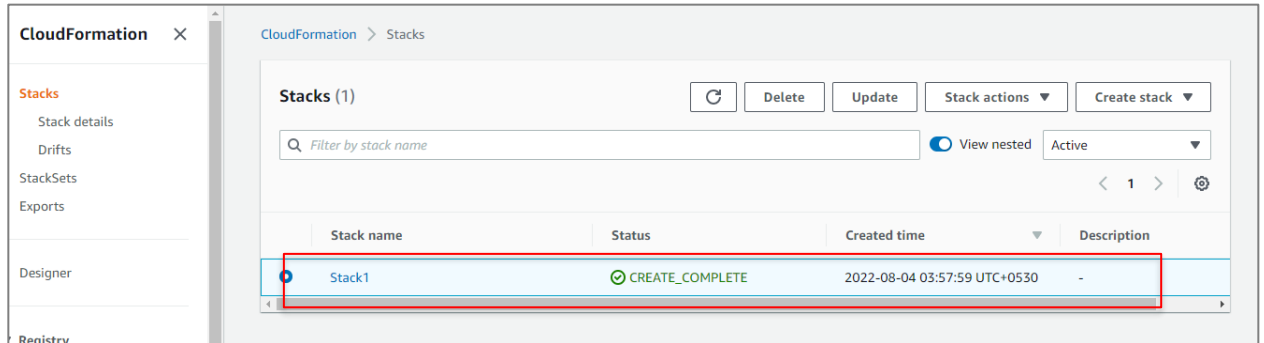 CloudFormation
Stacks
Stack details
Drifts
StackSets
Exports
Designer
Registry
CloudFormation > Stacks
Stacks (1)
Delete
Update
Stack actions
Create stack
Filter by stack name
View nested
Active
1
Stack name Status Created time Description
Stack1 CREATE_COMPLETE 2022-08-04 03:57:59 UTC+0530 -